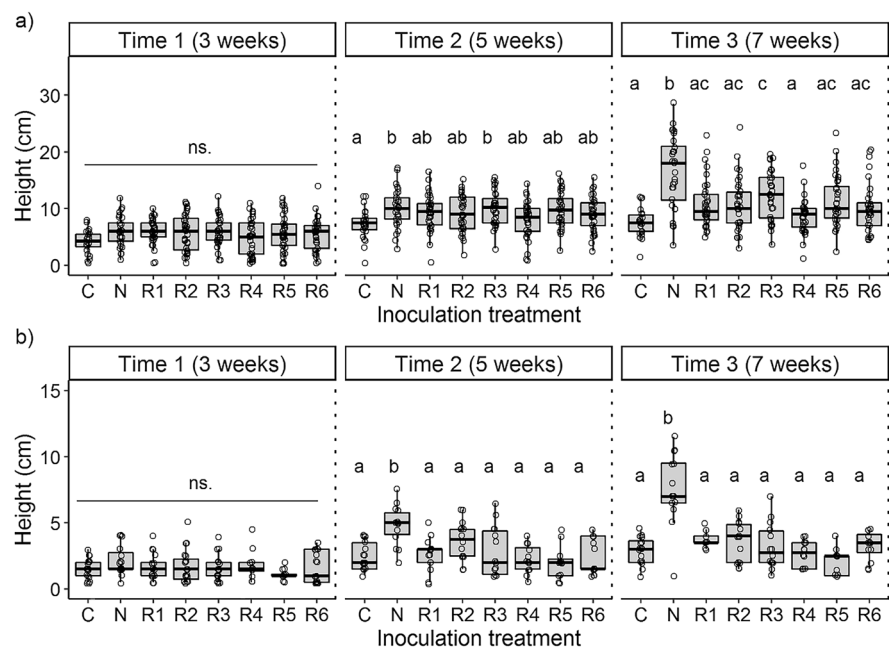 a)
Time 1 (3 weeks) Time 2 (5 weeks) Time 3 (7 weeks)
Height (cm)
30
20
10
0
ns.
a b ab ab b ab ab ab
a b ac ac c a ac ac
C N R1 R2 R3 R4 R5 R6 C N R1 R2 R3 R4 R5 R6 C N R1 R2 R3 R4 R5 R6
Inoculation treatment
b)
Time 1 (3 weeks) Time 2 (5 weeks) Time 3 (7 weeks)
Height (cm)
15
10
5
0
ns.
a b a a a a a a
a b a a a a a a
C N R1 R2 R3 R4 R5 R6 C N R1 R2 R3 R4 R5 R6 C N R1 R2 R3 R4 R5 R6
Inoculation treatment